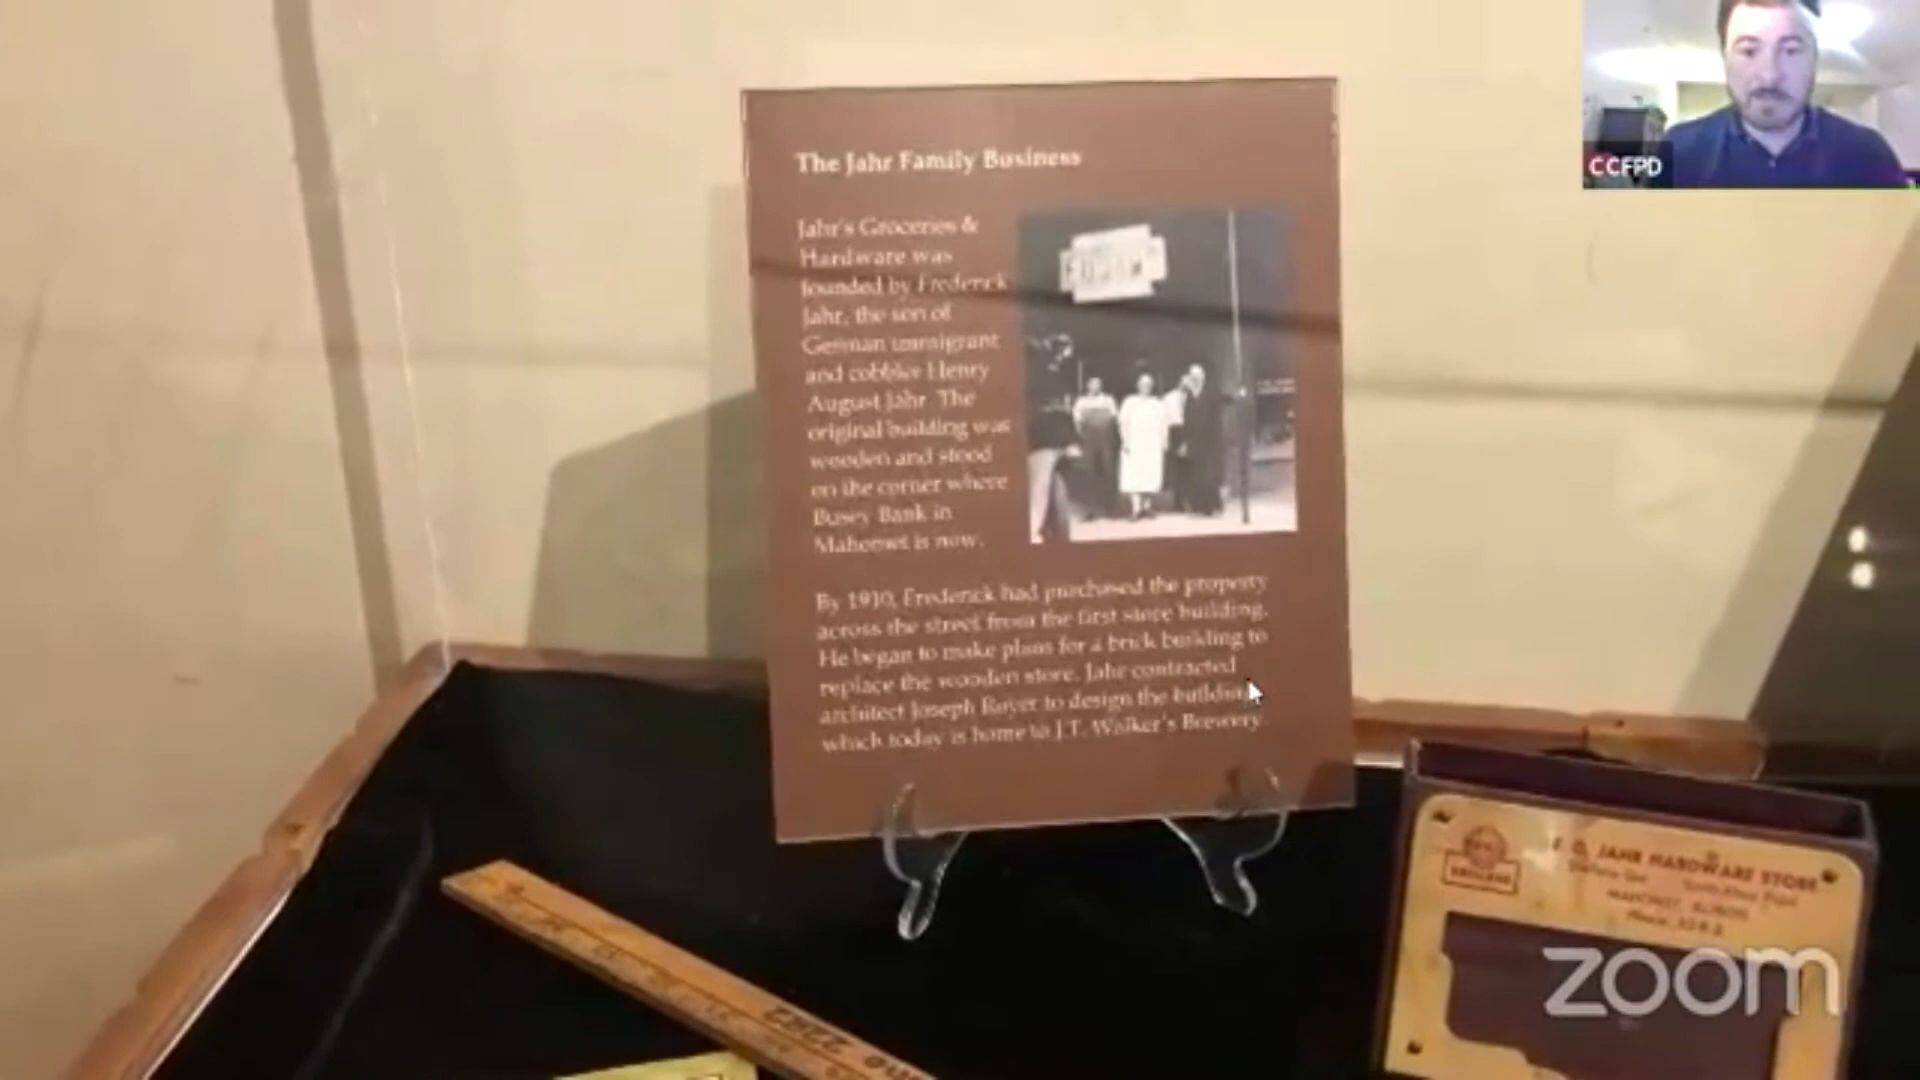 The Jahr Family Business
Jahr's Groceries &
Hardware was
founded by Frederick
Jahr, the son of
German immigrant
and cobbler Henry
August Jahr. The
original building was
wooden and stood
on the corner where
Busey Bank in
Mahomet is now.
By 1910, Frederick had purchased the property
across the street from the first store building.
He began to make plans for a brick building to
replace the wooden store. Jahr contracted
architect Joseph Royer to design the building
which today is home to J.T. Walker's Brewery.
CCFPD
JAHR HARDWARE STORE
MAHOMET, ILLINOIS
Phone
zoom